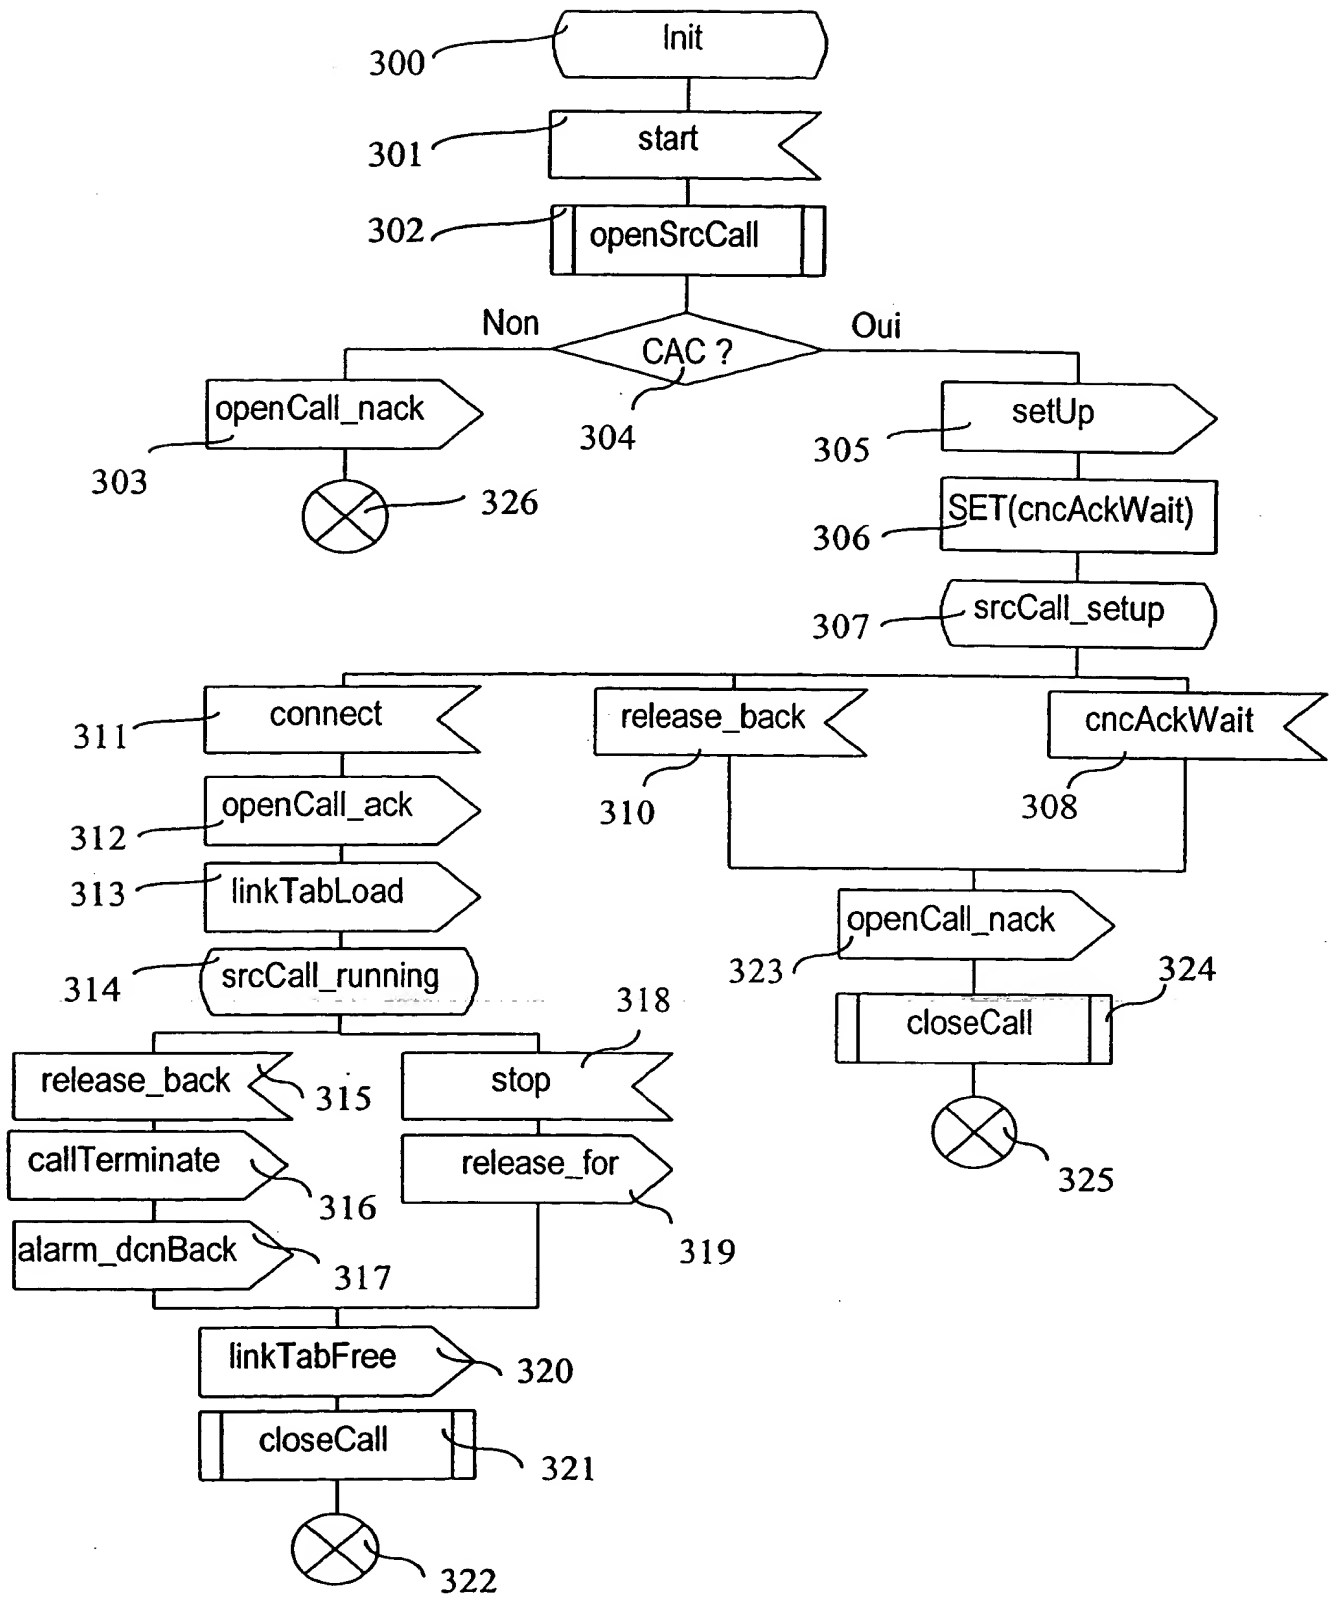 Init
300
start
301
openSrcCall
302
Non
Oui
CAC ?
304
openCall_nack
303
326
setUp
305
SET(cncAckWait)
306
srcCall_setup
307
connect
311
release_back
310
cncAckWait
308
openCall_ack
312
linkTabLoad
313
srcCall_running
314
openCall_nack
323
closeCall
324
325
release_back
315
stop
318
callTerminate
316
release_for
319
alarm_dcnBack
317
linkTabFree
320
closeCall
321
322